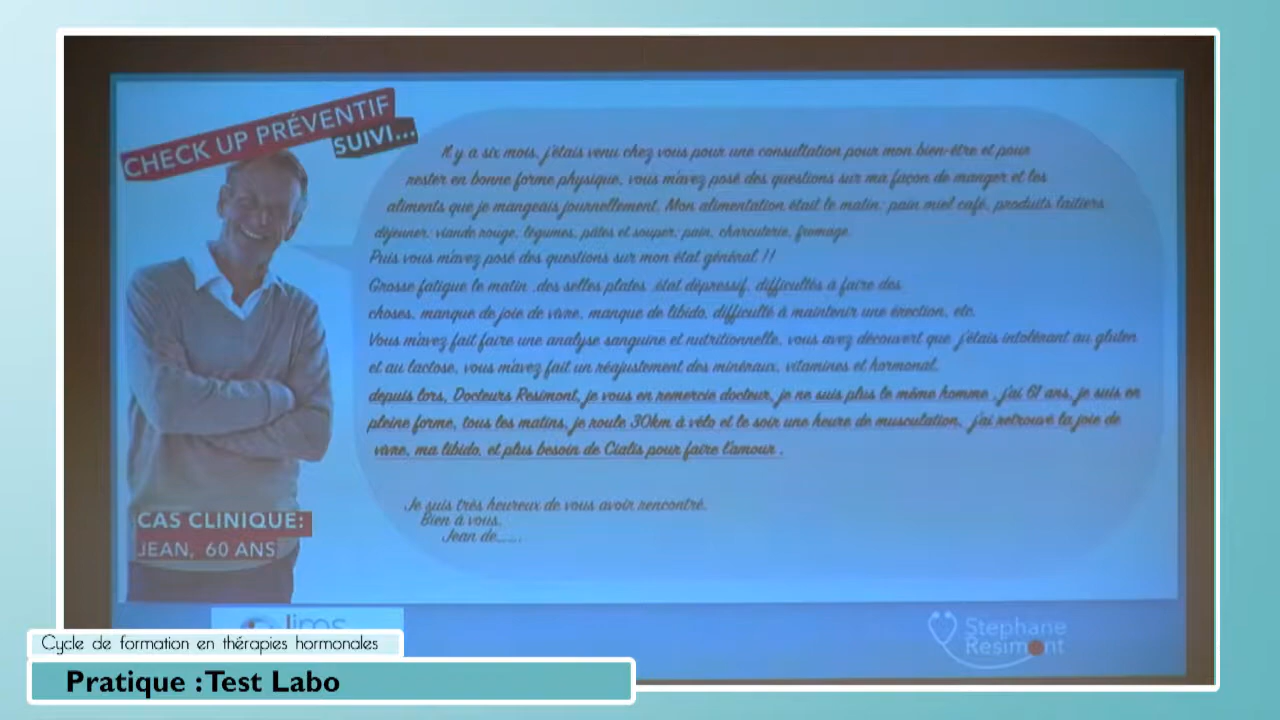 CHECK UP PRÉVENTIF
SUIVI...
Il y a six mois, j'étais venu chez vous pour une consultation pour mon bien-être et pour
rester en bonne forme physique, vous m'avez posé des questions sur ma façon de manger et les
aliments que je mangeais journellement. Mon alimentation était le matin: pain miel café, produits laitiers
déjeuner: viande rouge, légumes, pâtes et souper: pain, charcuterie, fromage.
Puis vous m'avez posé des questions sur mon état général !!
Grosse fatigue le matin ,des selles plates ,état dépressif, difficultés à faire des
choses, manque de joie de vivre, manque de libido, difficulté à maintenir une érection, etc.
Vous m'avez fait faire une analyse sanguine et nutritionnelle, vous avez découvert que j'étais intolérant au gluten
et au lactose, vous m'avez fait un réajustement des minéraux, vitamines et hormonal.
depuis lors, Docteurs Resimont, je vous en remercie docteur, je ne suis plus le même homme , j'ai 61 ans, je suis en
pleine forme, tous les matins, je roule 30km à vélo et le soir une heure de musculation, j'ai retrouvé la joie de
vivre, ma libido, et plus besoin de Cialis pour faire l'amour .
Je suis très heureux de vous avoir rencontré.
Bien à vous.
Jean de......
CAS CLINIQUE:
JEAN, 60 ANS
lims
Stephane
Resimont
Cycle de formation en thérapies hormonales
Pratique : Test Labo